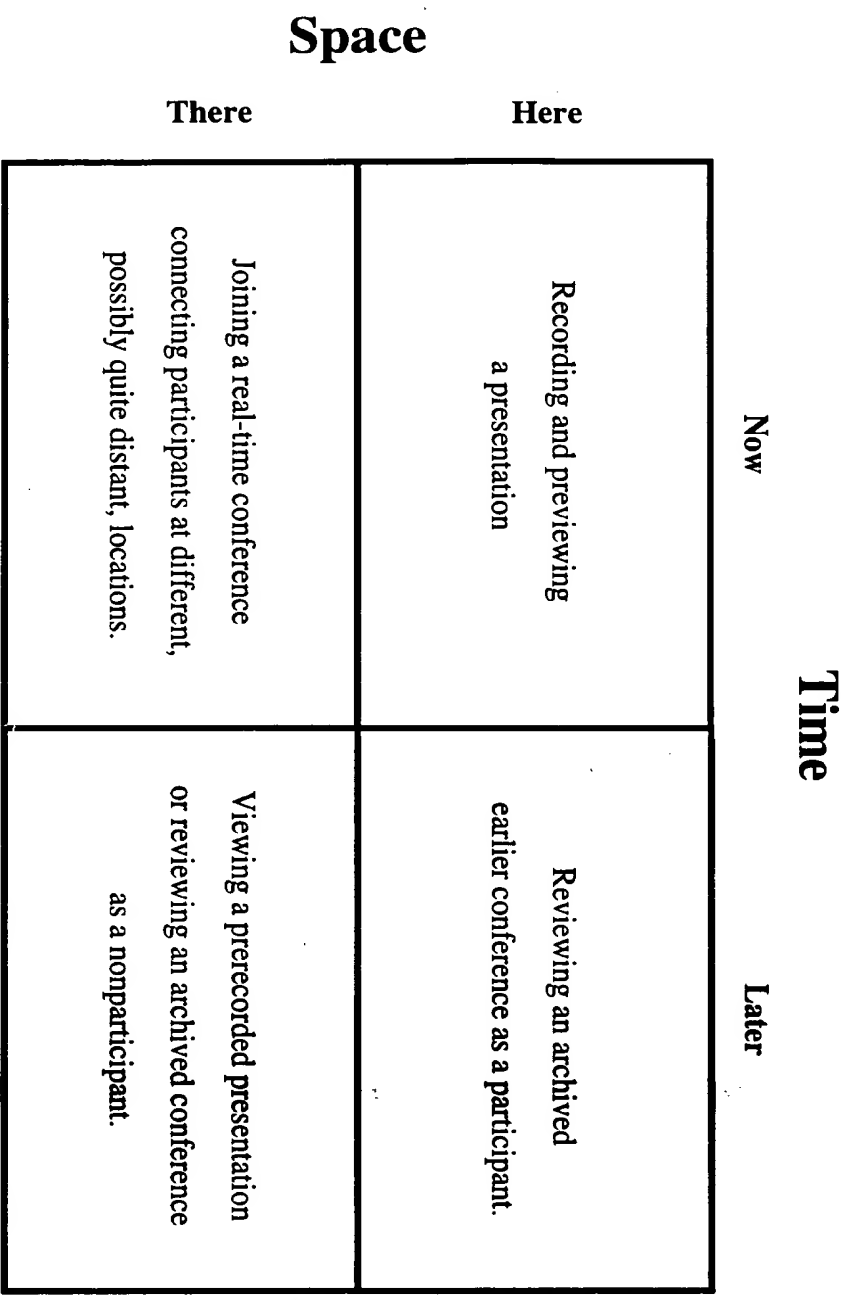 Time
Now
Later
Space
Here
Recording and previewing
a presentation
Reviewing an archived
earlier conference as a participant.
There
Joining a real-time conference
connecting participants at different,
possibly quite distant, locations.
Viewing a prerecorded presentation
or reviewing an archived conference
as a nonparticipant.